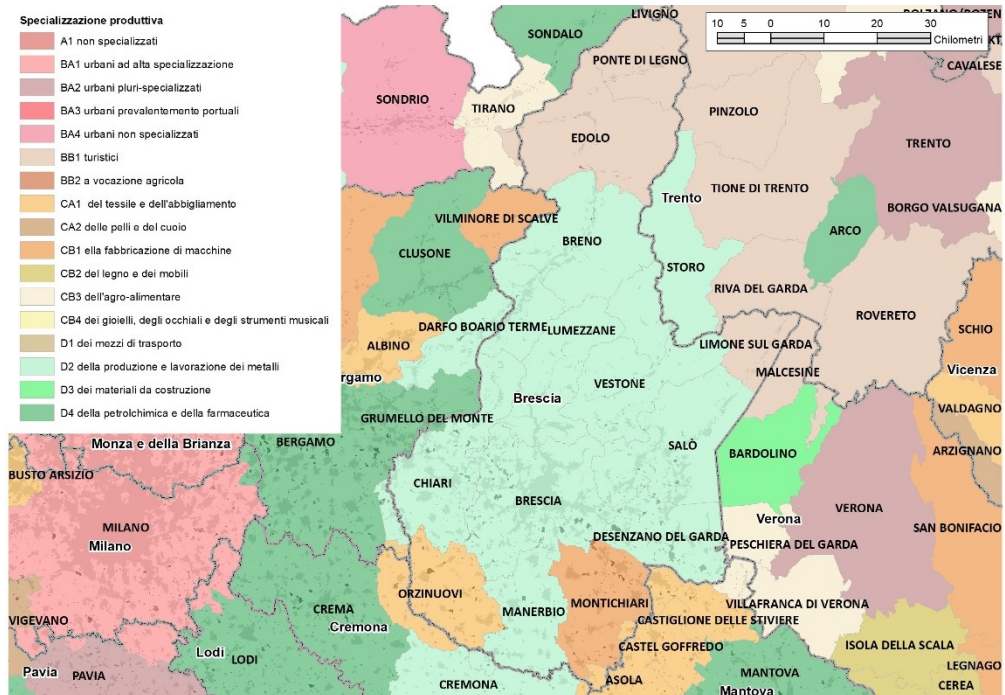 Specializzazione produttiva
A1 non specializzati
BA1 urbani ad alta specializzazione
BA2 urbani pluri-specializzati
BA3 urbani prevalentemento portuali
BA4 urbani non specializzati
BB1 turistici
BB2 a vocazione agricola
CA1 del tessile e dell'abbigliamento
CA2 delle pelli e del cuoio
CB1 ella fabbricazione di macchine
CB2 del legno e dei mobili
CB3 dell'agro-alimentare
CB4 dei gioielli, degli occhiali e degli strumenti musicali
D1 dei mezzi di trasporto
D2 della produzione e lavorazione dei metalli
D3 dei materiali da costruzione
D4 della petrolchimica e della farmaceutica
10 5 0 10 20 30
Chilometri
LIVIGNO
SONDALO
PONTE DI LEGNO
CAVALESE
SONDRIO
TIRANO
PINZOLO
EDOLO
TRENTO
TIONE DI TRENTO
Trento
BORGO VALSUGANA
VILMINORE DI SCALVE
ARCO
BRENO
CLUSONE
STORO
RIVA DEL GARDA
ROVERETO
DARFO BOARIO TERME
LUMEZZANE
SCHIO
ALBINO
LIMONE SUL GARDA
MALCESINE
Vicenza
rgamo
VESTONE
Brescia
VALDAGNO
GRUMELLO DEL MONTE
BERGAMO
Monza e della Brianza
SALÒ
BARDOLINO
ARZIGNANO
BUSTO ARSIZIO
CHIARI
BRESCIA
MILANO
Milano
VERONA
Verona
SAN BONIFACIO
DESENZANO DEL GARDA
PESCHIERA DEL GARDA
ORZINUOVI
VIGEVANO
CREMA
MANERBIO
MONTICHIARI
VILLAFRANCA DI VERONA
Cremona
CASTIGLIONE DELLE STIVIERE
ISOLA DELLA SCALA
CASTEL GOFFREDO
Lodi
LODI
Pavia
PAVIA
LEGNAGO
MANTOVA
ASOLA
CREMONA
CEREA
Mantova